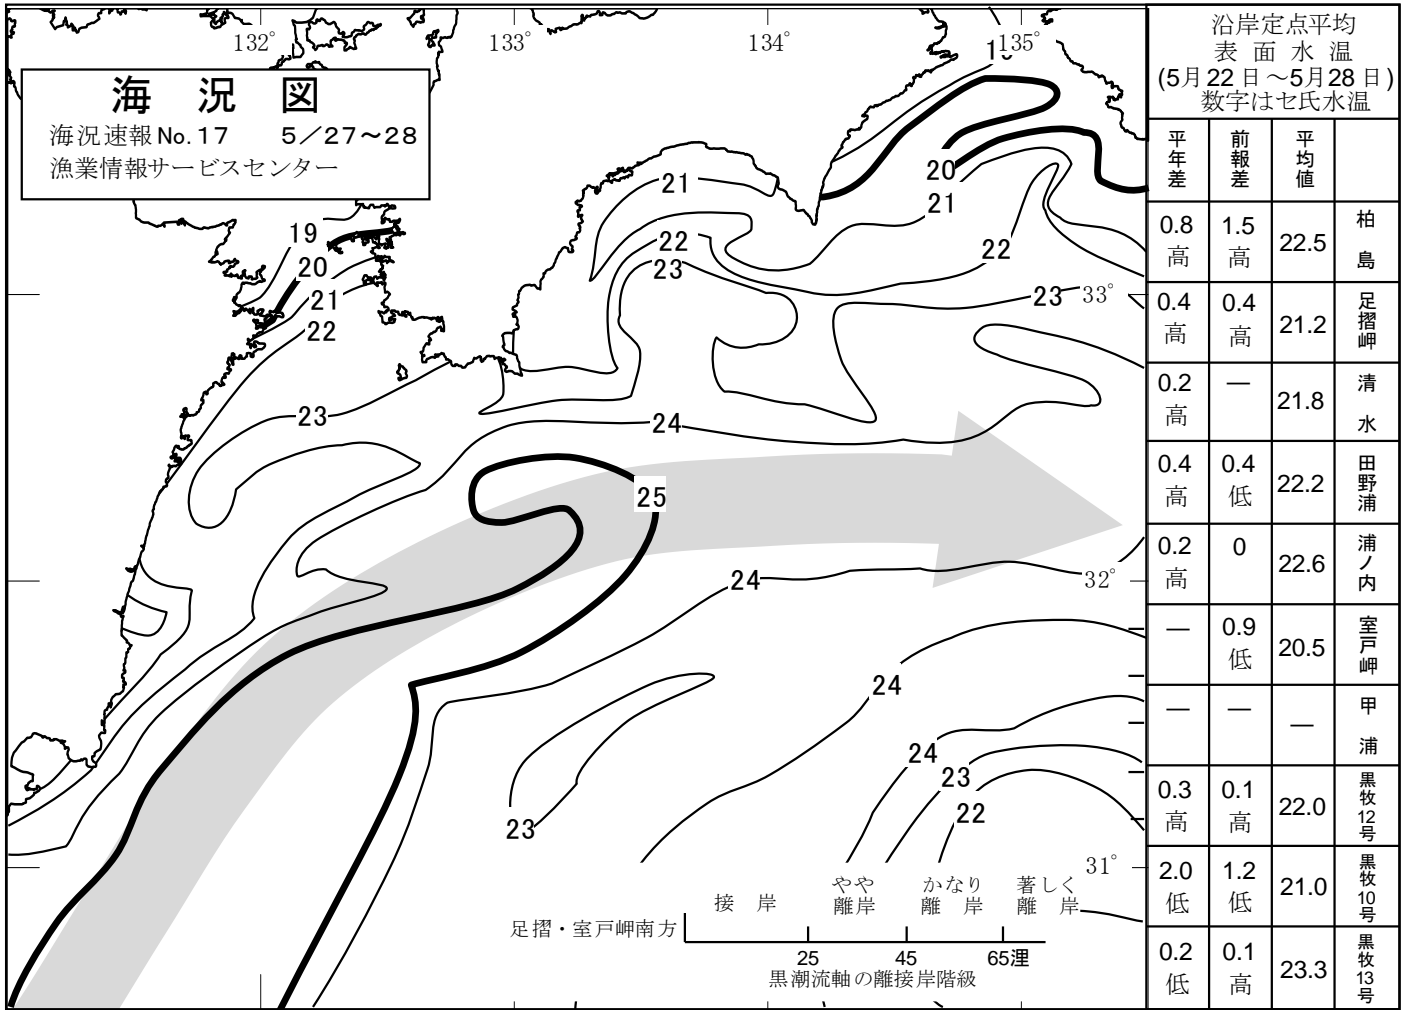 132°
133°
134°
135°
海況図
海況速報No.17 5／27～28
漁業情報サービスセンター
19
20
21
22
23
21
22
23
20
21
22
23
33°
24
25
24
32°
24
24
23
22
23
31°
接岸
やや離岸
かなり離岸
著しく離岸
足摺・室戸岬南方
25 45 65浬
黒潮流軸の離接岸階級
沿岸定点平均
表面水温
(5月22日～5月28日)
数字はセ氏水温
平年差 前報差 平均値
0.8高 1.5高 22.5 柏島
0.4高 0.4高 21.2 足摺岬
0.2高 — 21.8 清水
0.4高 0.4低 22.2 田野浦
0.2高 0 22.6 浦ノ内
— 0.9低 20.5 室戸岬
— — — 甲浦
0.3高 0.1高 22.0 黒牧12号
2.0低 1.2低 21.0 黒牧10号
0.2低 0.1高 23.3 黒牧13号